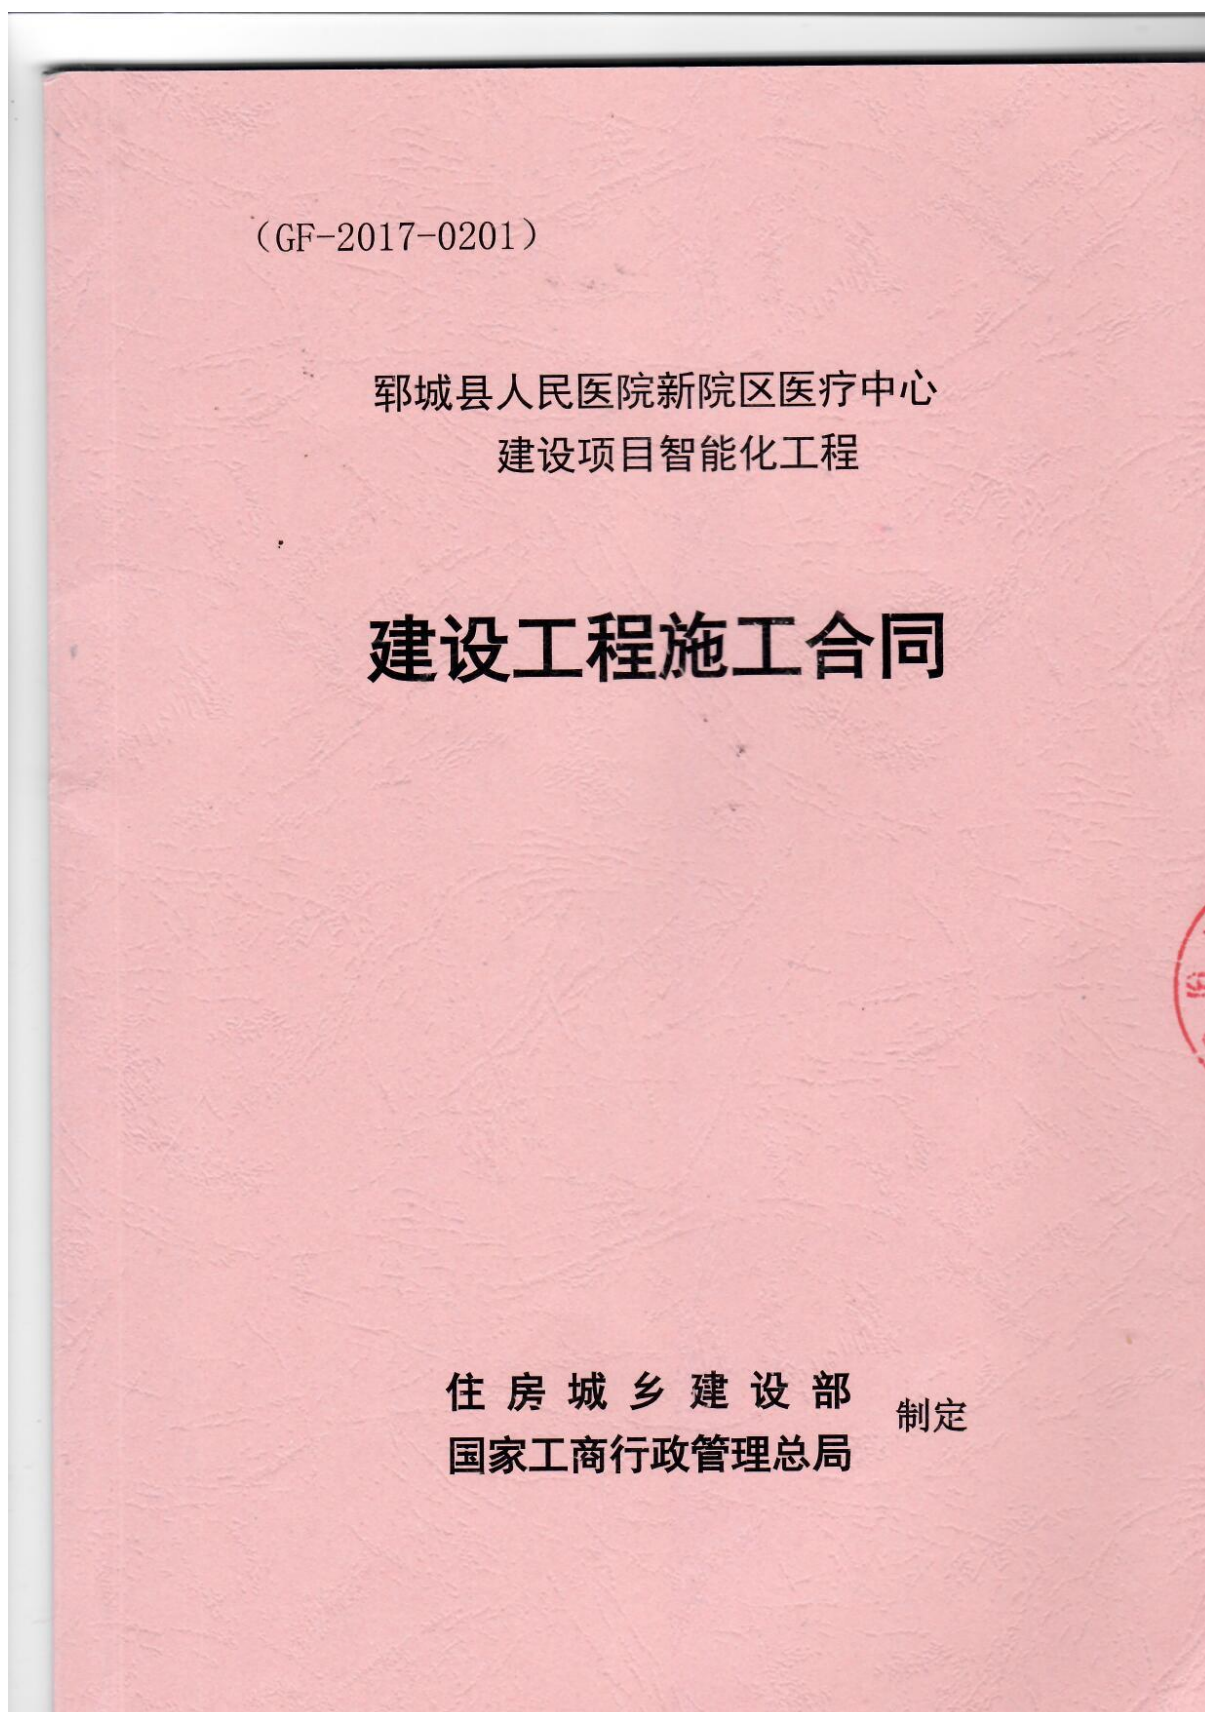 （GF-2017-0201）
郓城县人民医院新院区医疗中心
建设项目智能化工程
建设工程施工合同
住房城乡建设部
国家工商行政管理总局
制定